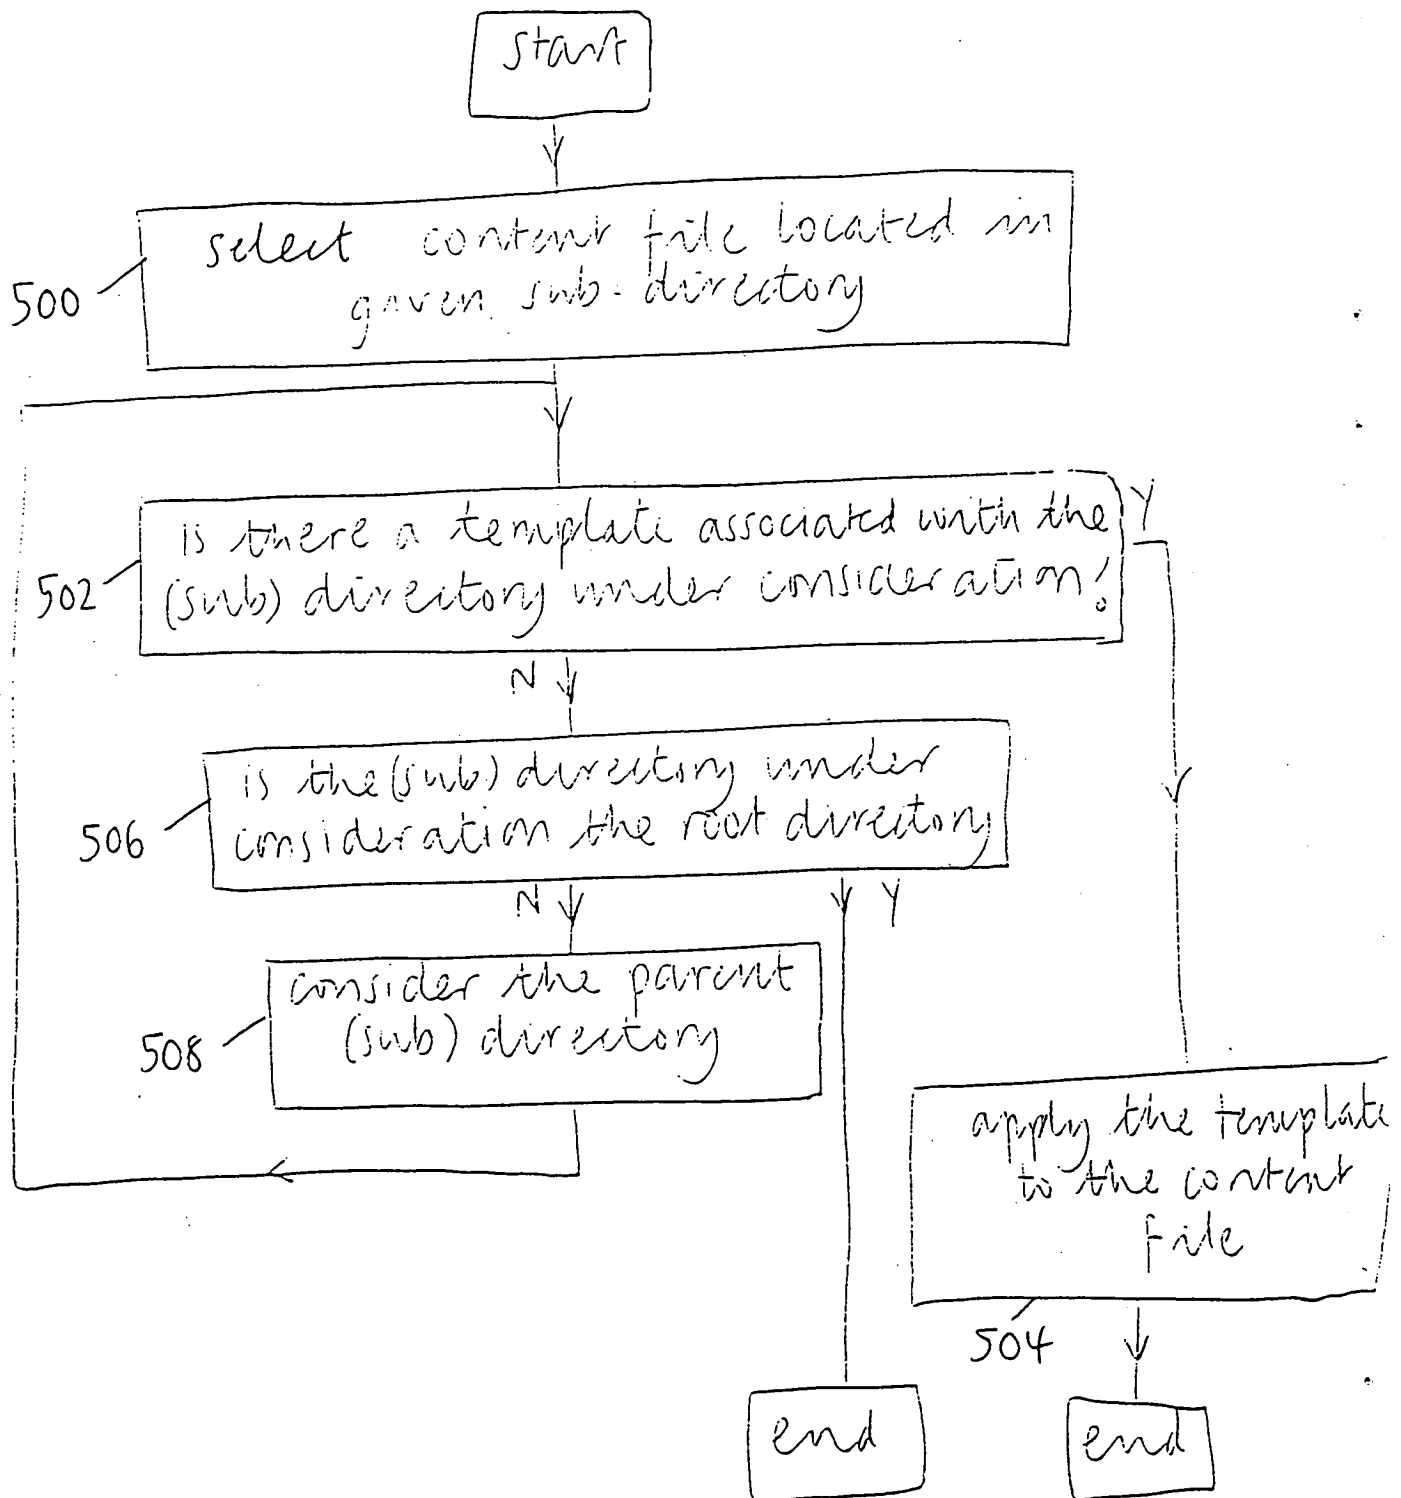 start
select content file located in
given sub-directory
500
is there a template associated with the
(sub) directory under consideration?
Y
502
N
is the (sub) directory under
consideration the root directory
506
N
Y
consider the parent
(sub) directory
508
apply the template
to the content
file
504
end
end